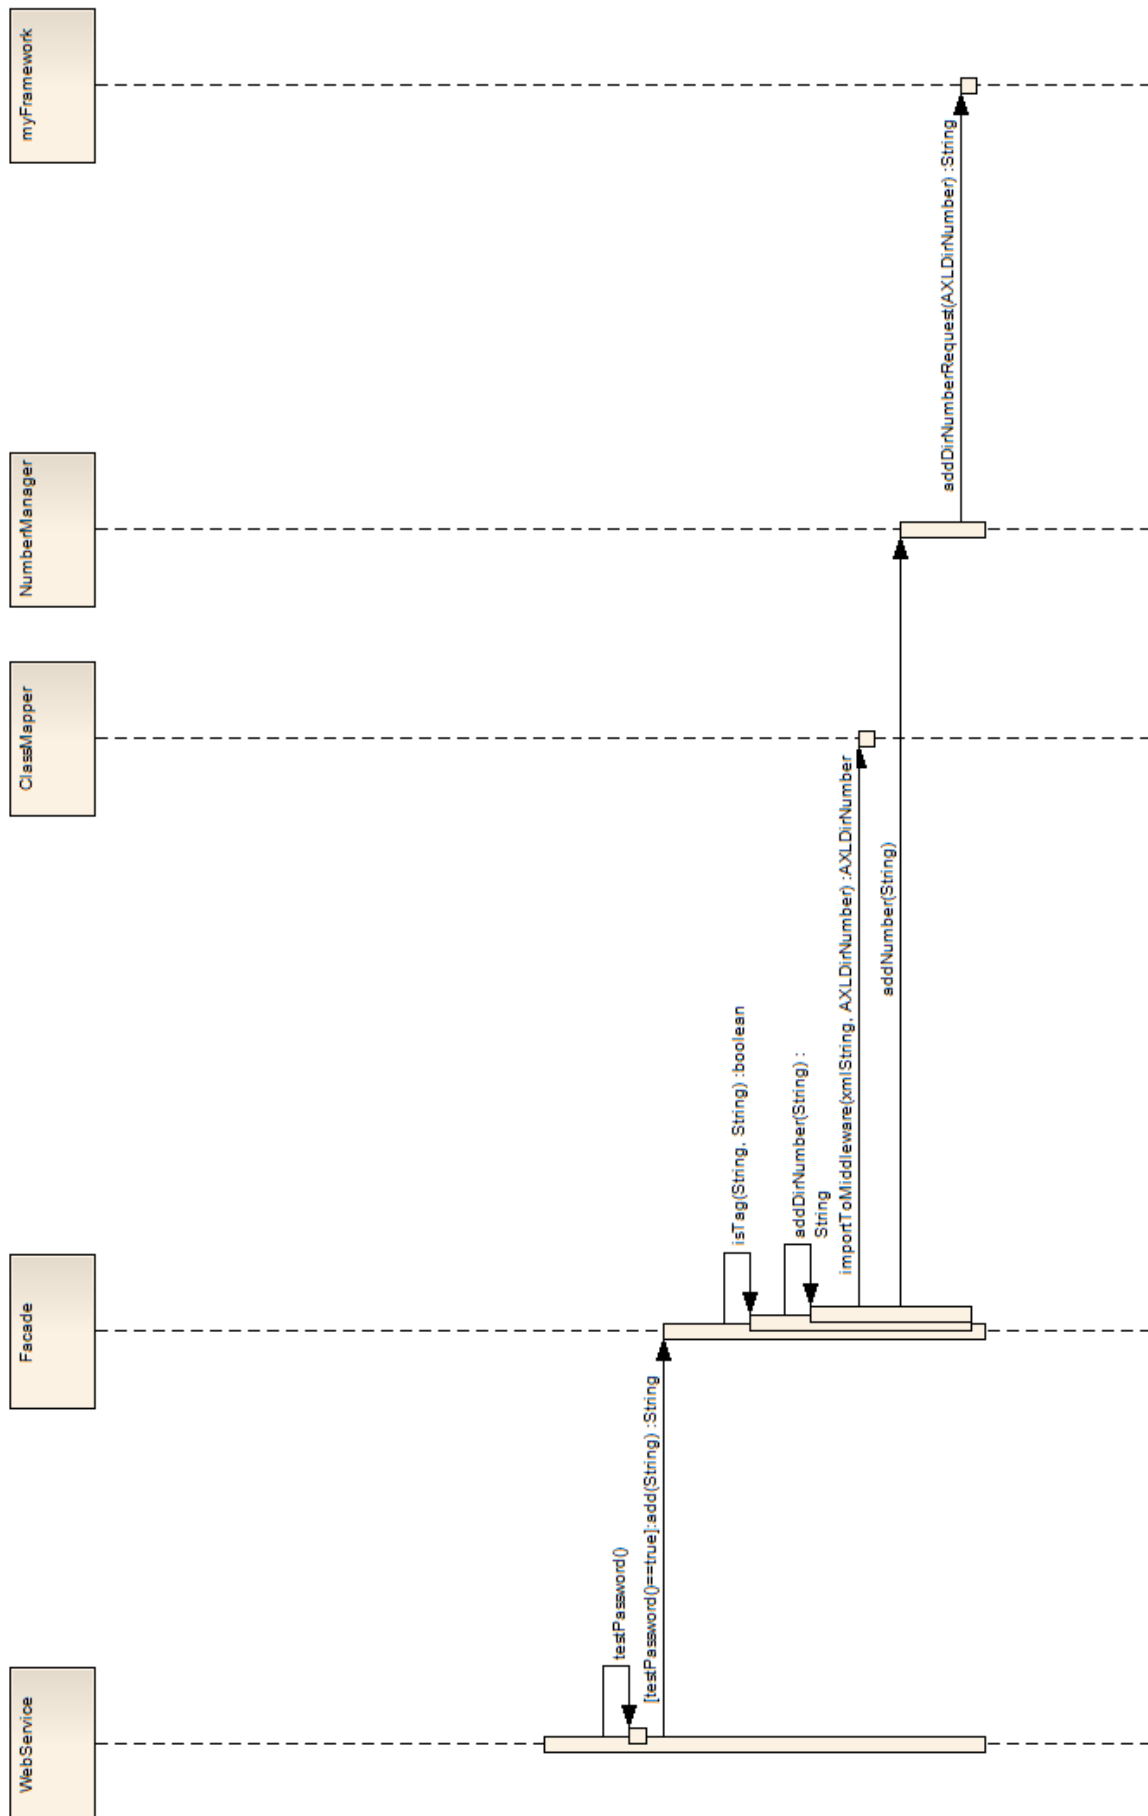 WebService
Facade
ClassMapper
NumberManager
myFramework
testPassword()
[testPassword()==true]:add(String) :String
isTag(String, String) :boolean
addDirNumber(String) :
String
importToMiddleware(xmlString, AXLDirNumber) :AXLDirNumber
addNumber(String)
addDirNumberRequest(AXLDirNumber) :String